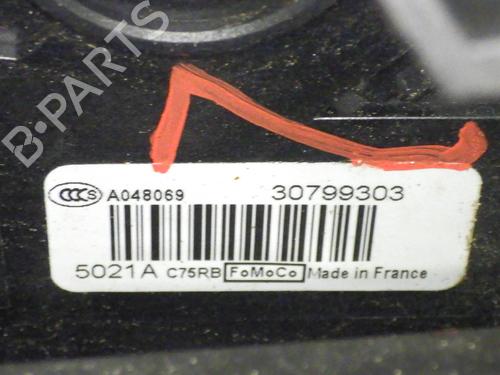 B·PARTS
CCC S A048069 30799303
5021A C75RB FoMoCo Made in France